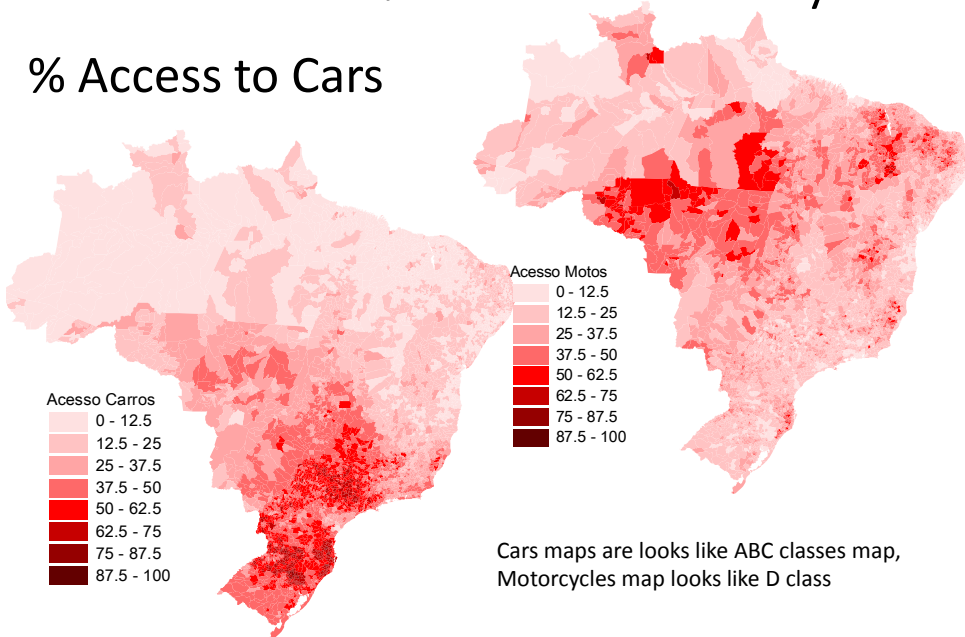 % Access to Cars
Acesso Motos
0 - 12.5
12.5 - 25
25 - 37.5
37.5 - 50
50 - 62.5
62.5 - 75
75 - 87.5
87.5 - 100
Acesso Carros
0 - 12.5
12.5 - 25
25 - 37.5
37.5 - 50
50 - 62.5
62.5 - 75
75 - 87.5
87.5 - 100
Cars maps are looks like ABC classes map,
Motorcycles map looks like D class